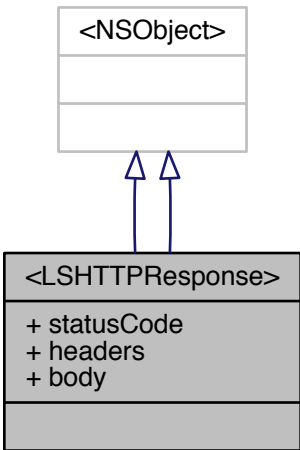 <NSObject>
<LSHTTPResponse>
+ statusCode
+ headers
+ body